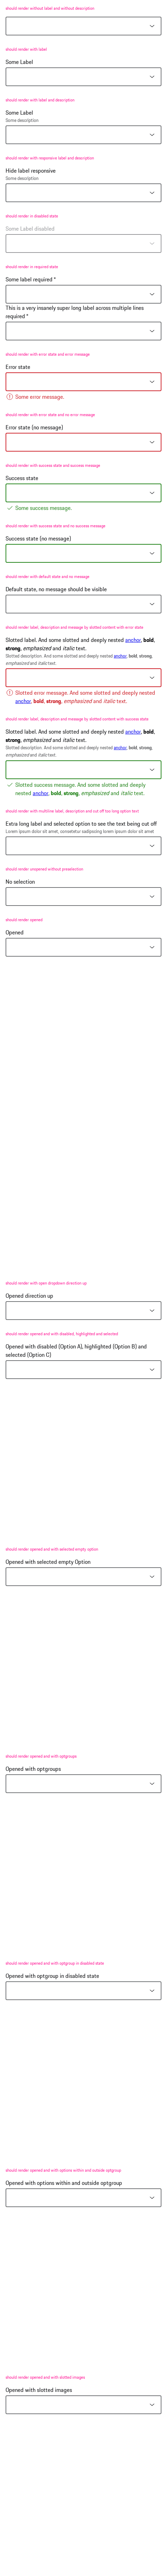 should render without label and without description
should render with label
Some Label
should render with label and description
Some Label
Some description
should render with responsive label and description
Hide label responsive
Some description
should render in disabled state
Some Label disabled
should render in required state
Some label required *
This is a very insanely super long label across multiple lines
required *
should render with error state and error message
Error state
Some error message.
should render with error state and no error message
Error state (no message)
should render with success state and success message
Success state
Some success message.
should render with success state and no success message
Success state (no message)
should render with default state and no message
Default state, no message should be visible
should render label, description and message by slotted content with error state
Slotted label. And some slotted and deeply nested anchor, bold,
strong, emphasized and italic text.
Slotted description. And some slotted and deeply nested anchor, bold, strong,
emphasized and italic text.
Slotted error message. And some slotted and deeply nested
anchor, bold, strong, emphasized and italic text.
should render label, description and message by slotted content with success state
Slotted label. And some slotted and deeply nested anchor, bold,
strong, emphasized and italic text.
Slotted description. And some slotted and deeply nested anchor, bold, strong,
emphasized and italic text.
Slotted success message. And some slotted and deeply
nested anchor, bold, strong, emphasized and italic text.
should render with multiline label, description and cut off too long option text
Extra long label and selected option to see the text being cut off
Lorem ipsum dolor sit amet, consetetur sadipscing lorem ipsum dolor sit amet
should render unopened without preselection
No selection
should render opened
Opened
should render with open dropdown direction up
Opened direction up
should render opened and with disabled, highlighted and selected
Opened with disabled (Option A), highlighted (Option B) and
selected (Option C)
should render opened and with selected empty option
Opened with selected empty Option
should render opened and with optgroups
Opened with optgroups
should render opened and with optgroup in disabled state
Opened with optgroup in disabled state
should render opened and with options within and outside optgroup
Opened with options within and outside optgroup
should render opened and with slotted images
Opened with slotted images